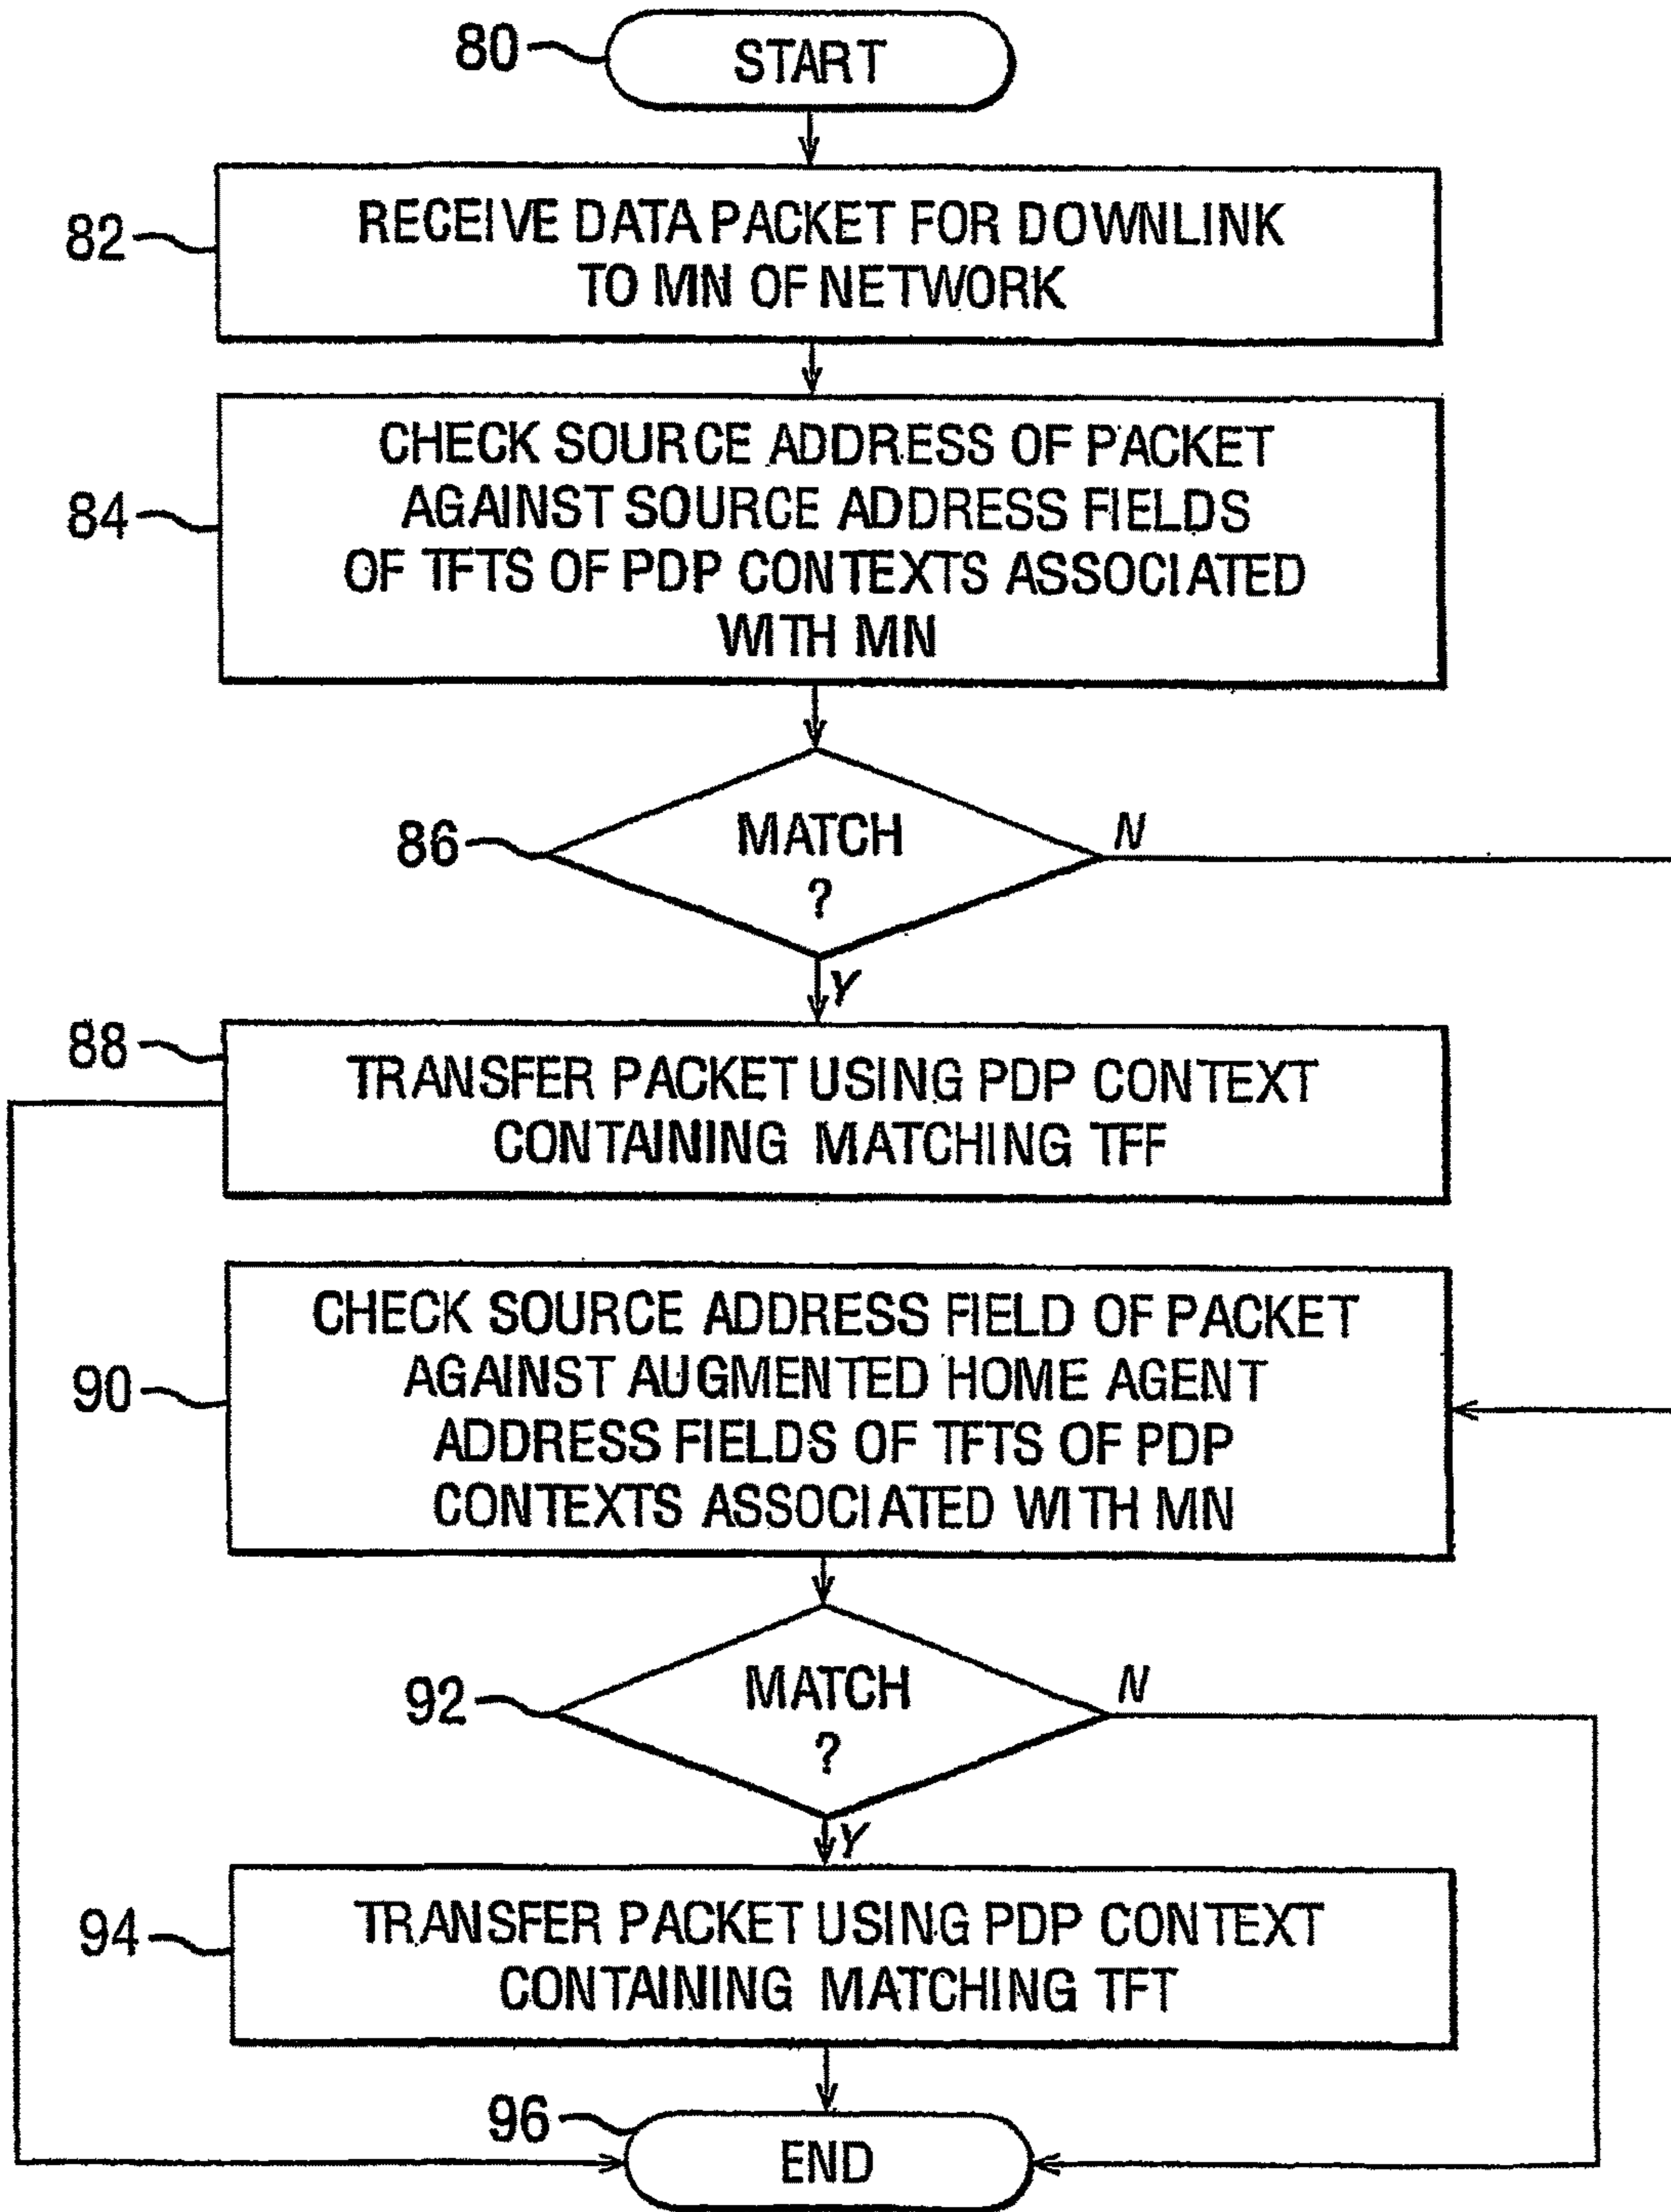 80
START
82
RECEIVE DATA PACKET FOR DOWNLINK
TO MN OF NETWORK
84
CHECK SOURCE ADDRESS OF PACKET
AGAINST SOURCE ADDRESS FIELDS
OF TFTS OF PDP CONTEXTS ASSOCIATED
WITH MN
86
MATCH
?
N
Y
88
TRANSFER PACKET USING PDP CONTEXT
CONTAINING MATCHING TFF
90
CHECK SOURCE ADDRESS FIELD OF PACKET
AGAINST AUGMENTED HOME AGENT
ADDRESS FIELDS OF TFTS OF PDP
CONTEXTS ASSOCIATED WITH MN
92
MATCH
?
N
Y
94
TRANSFER PACKET USING PDP CONTEXT
CONTAINING MATCHING TFT
96
END